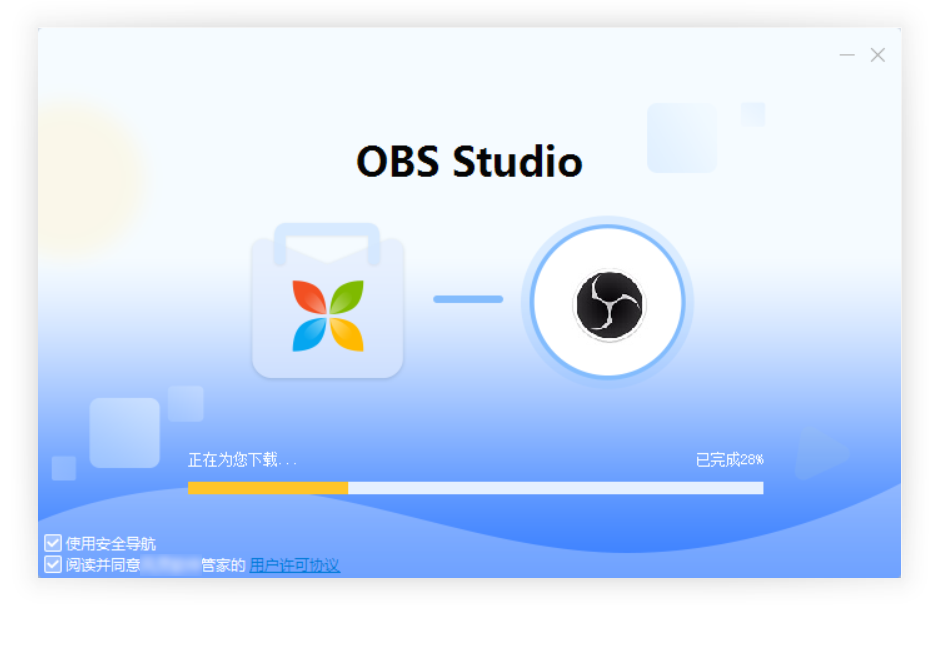 OBS Studio
正在为您下载...
已完成28%
使用安全导航
阅读并同意 管家的 用户许可协议